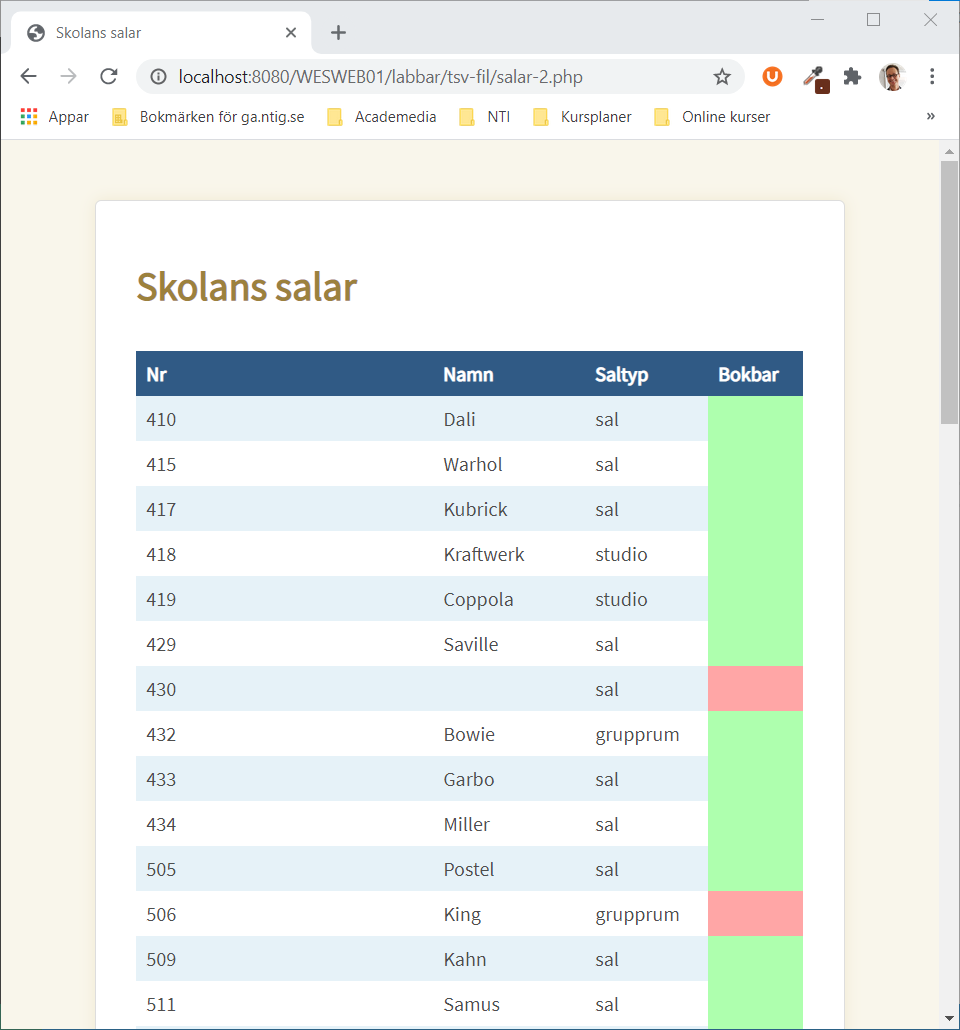 Skolans salar
localhost:8080/WESWEB01/labbar/tsv-fil/salar-2.php
Appar Bokmärken för ga.ntig.se Academedia NTI Kursplaner Online kurser »
Skolans salar
Nr Namn Saltyp Bokbar
410 Dali sal
415 Warhol sal
417 Kubrick sal
418 Kraftwerk studio
419 Coppola studio
429 Saville sal
430 sal
432 Bowie grupprum
433 Garbo sal
434 Miller sal
505 Postel sal
506 King grupprum
509 Kahn sal
511 Samus sal